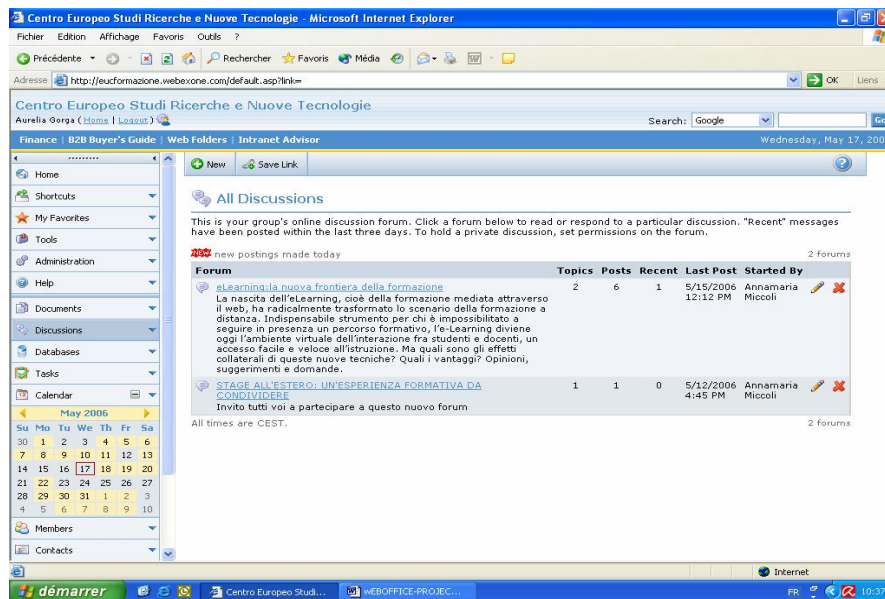 Centro Europeo Studi Ricerche e Nuove Tecnologie - Microsoft Internet Explorer
Fichier Edition Affichage Favoris Outils ?
Précédente Rechercher Favoris Média
Adresse http://eucformazione.webexone.com/default.asp?link= OK Liens
Centro Europeo Studi Ricerche e Nuove Tecnologie
Aurelia Gorga ( Home | Logout ) Search: Google Go
Finance | B2B Buyer's Guide | Web Folders | Intranet Advisor Wednesday, May 17, 200
New Save Link
Home
Shortcuts
My Favorites
Tools
Administration
Help
Documents
Discussions
Databases
Tasks
Calendar
May 2006
Su Mo Tu We Th Fr Sa
30 1 2 3 4 5 6
7 8 9 10 11 12 13
14 15 16 17 18 19 20
21 22 23 24 25 26 27
28 29 30 31 1 2 3
4 5 6 7 8 9 10
Members
Contacts
All Discussions
This is your group's online discussion forum. Click a forum below to read or respond to a particular discussion. "Recent" messages
have been posted within the last three days. To hold a private discussion, set permissions on the forum.
new postings made today 2 forums
Forum Topics Posts Recent Last Post Started By
eLearning:la nuova frontiera della formazione 2 6 1 5/15/2006 Annamaria
12:12 PM Miccoli
La nascita dell'eLearning, cioè della formazione mediata attraverso
il web, ha radicalmente trasformato lo scenario della formazione a
distanza. Indispensabile strumento per chi è impossibilitato a
seguire in presenza un percorso formativo, l'e-Learning diviene
oggi l'ambiente virtuale dell'interazione fra studenti e docenti, un
accesso facile e veloce all'istruzione. Ma quali sono gli effetti
collaterali di queste nuove tecniche? Quali i vantaggi? Opinioni,
suggerimenti e domande.
STAGE ALL'ESTERO: UN'ESPERIENZA FORMATIVA DA 1 1 0 5/12/2006 Annamaria
CONDIVIDERE 4:45 PM Miccoli
Invito tutti voi a partecipare a questo nuovo forum
All times are CEST. 2 forums
Internet
démarrer Centro Europeo Studi... wEBOFFICE-PROJEC... FR 10:37